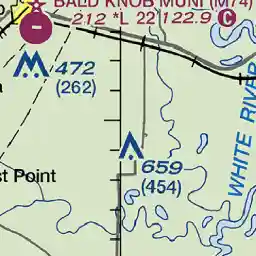 BALD KNOB MUNI (M74)
212 *L 22 122.9 C
472
(262)
659
(454)
WHITE RIVER
st Point